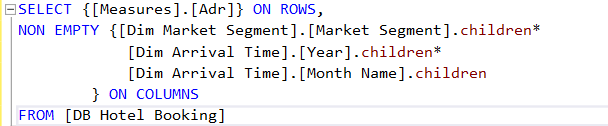 SELECT {[Measures].[Adr]} ON ROWS,
NON EMPTY {[Dim Market Segment].[Market Segment].children*
[Dim Arrival Time].[Year].children*
[Dim Arrival Time].[Month Name].children
} ON COLUMNS
FROM [DB Hotel Booking]